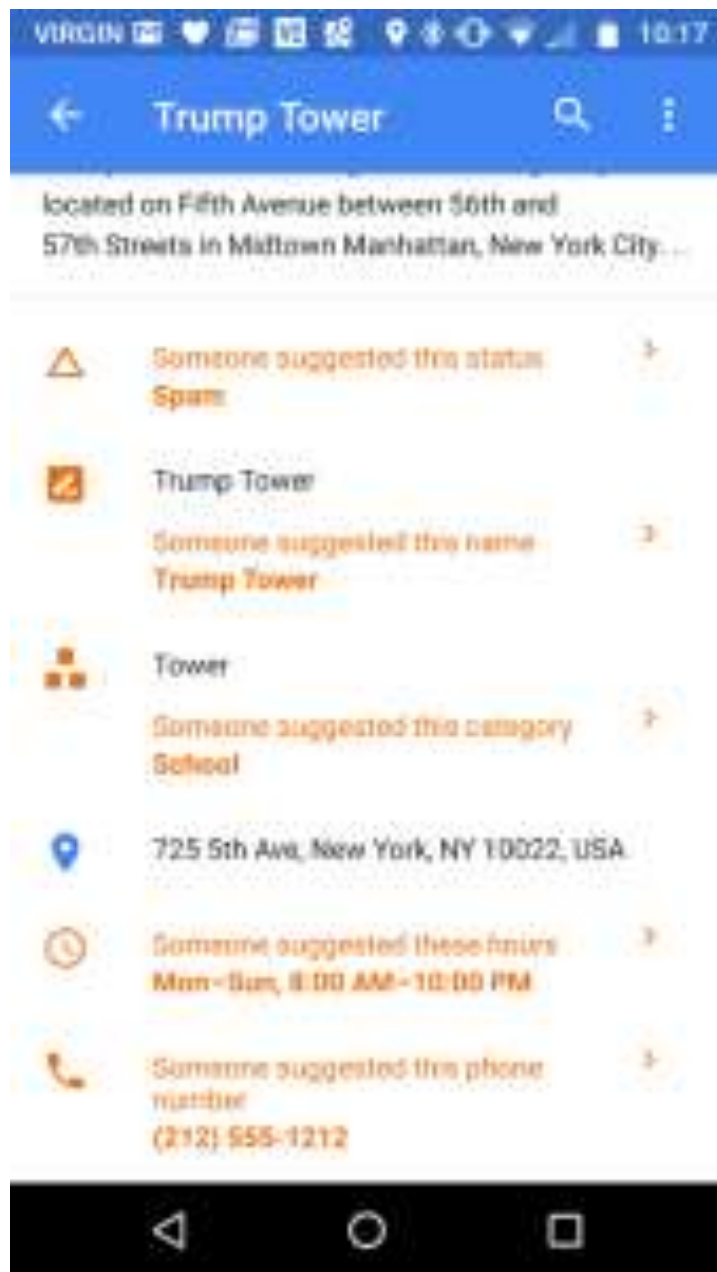 VIRGIN 10:17
Trump Tower
located on Fifth Avenue between 56th and
57th Streets in Midtown Manhattan, New York City...
Someone suggested this status
Spam
Trump Tower
Someone suggested this name
Trump Tower
Tower
Someone suggested this category
School
725 5th Ave, New York, NY 10022, USA
Someone suggested these hours
Mon–Sun, 8:00 AM–10:00 PM
Someone suggested this phone
number
(212) 555-1212